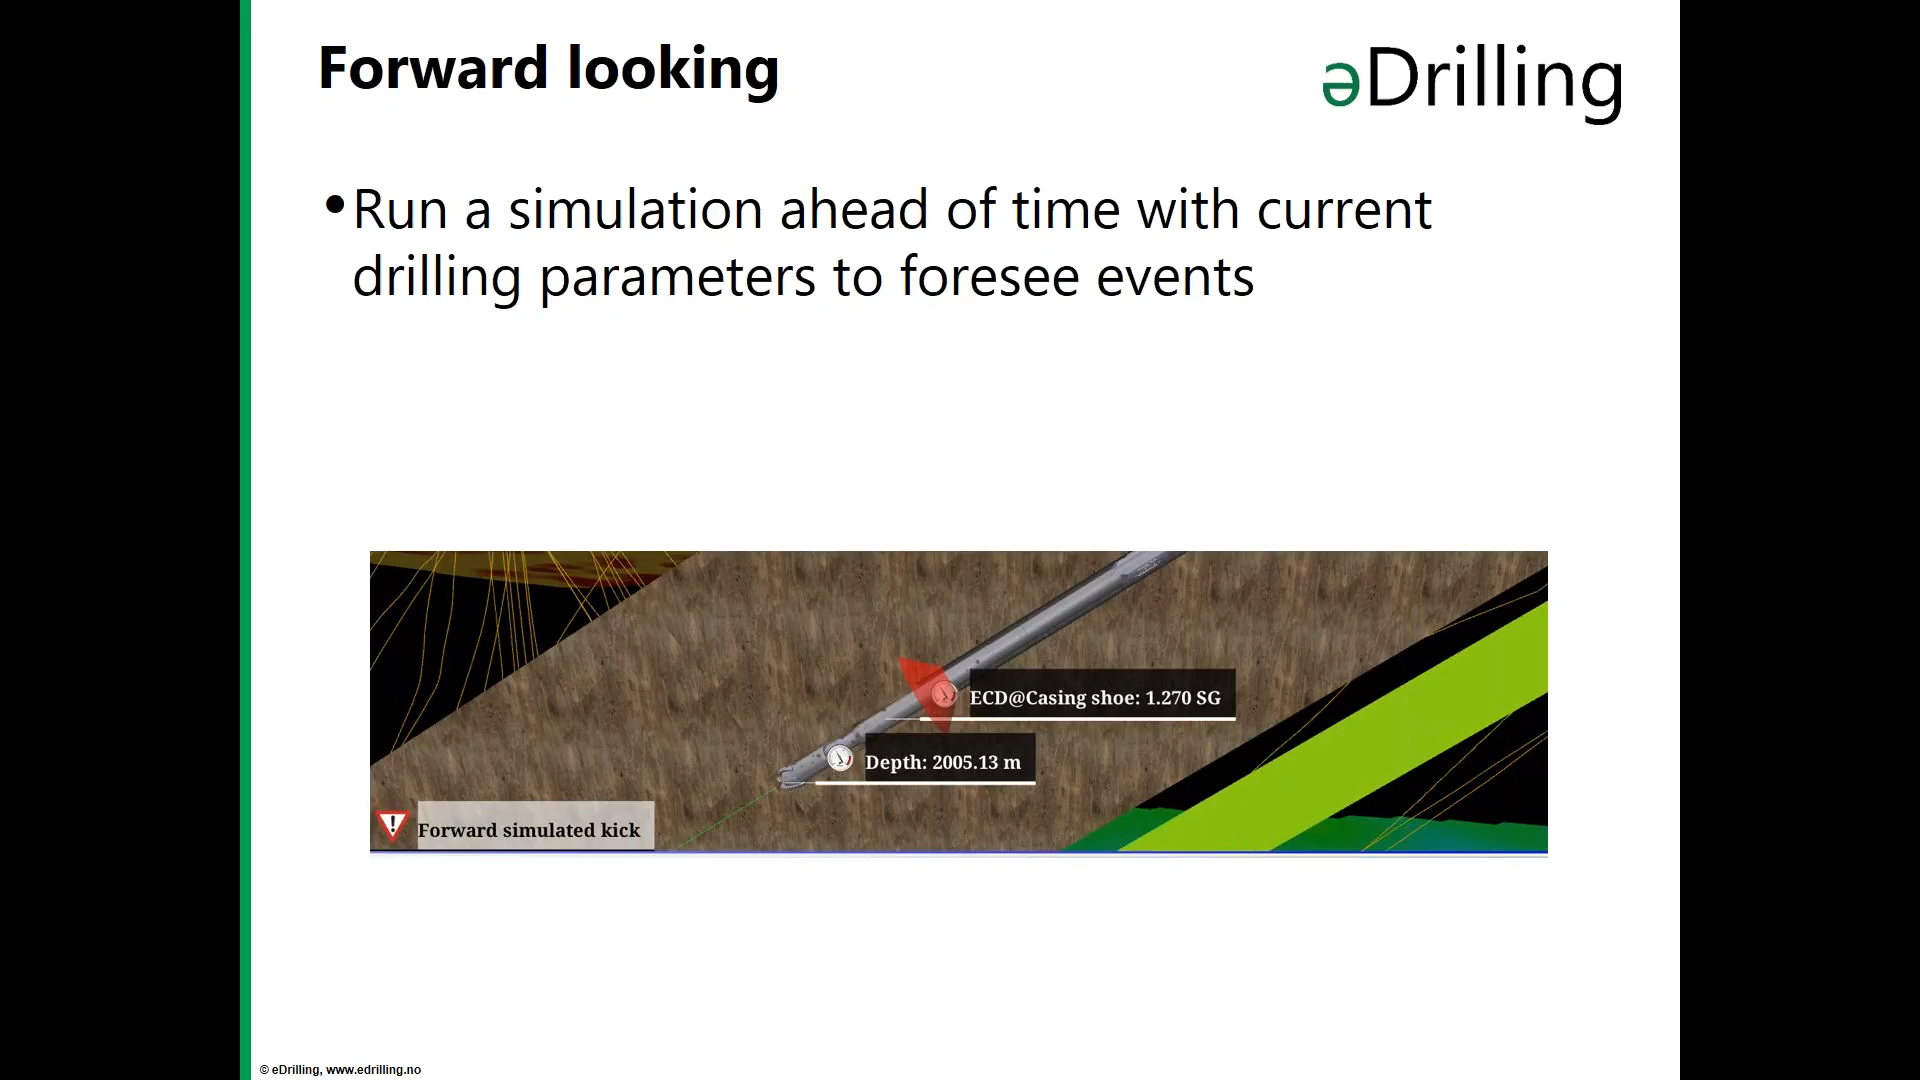 Forward looking
əDrilling
•Run a simulation ahead of time with current
drilling parameters to foresee events
ECD@Casing shoe: 1.270 SG
Depth: 2005.13 m
Forward simulated kick
© eDrilling, www.edrilling.no